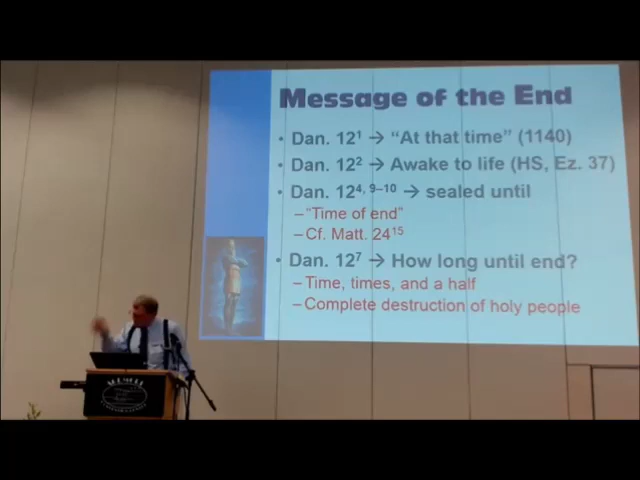 Message of the End
• Dan. 12¹ → “At that time” (1140)
• Dan. 12² → Awake to life (HS, Ez. 37)
• Dan. 12⁴, ⁹⁻¹⁰ → sealed until
–“Time of end”
–Cf. Matt. 24¹⁵
• Dan. 12⁷ → How long until end?
–Time, times, and a half
–Complete destruction of holy people